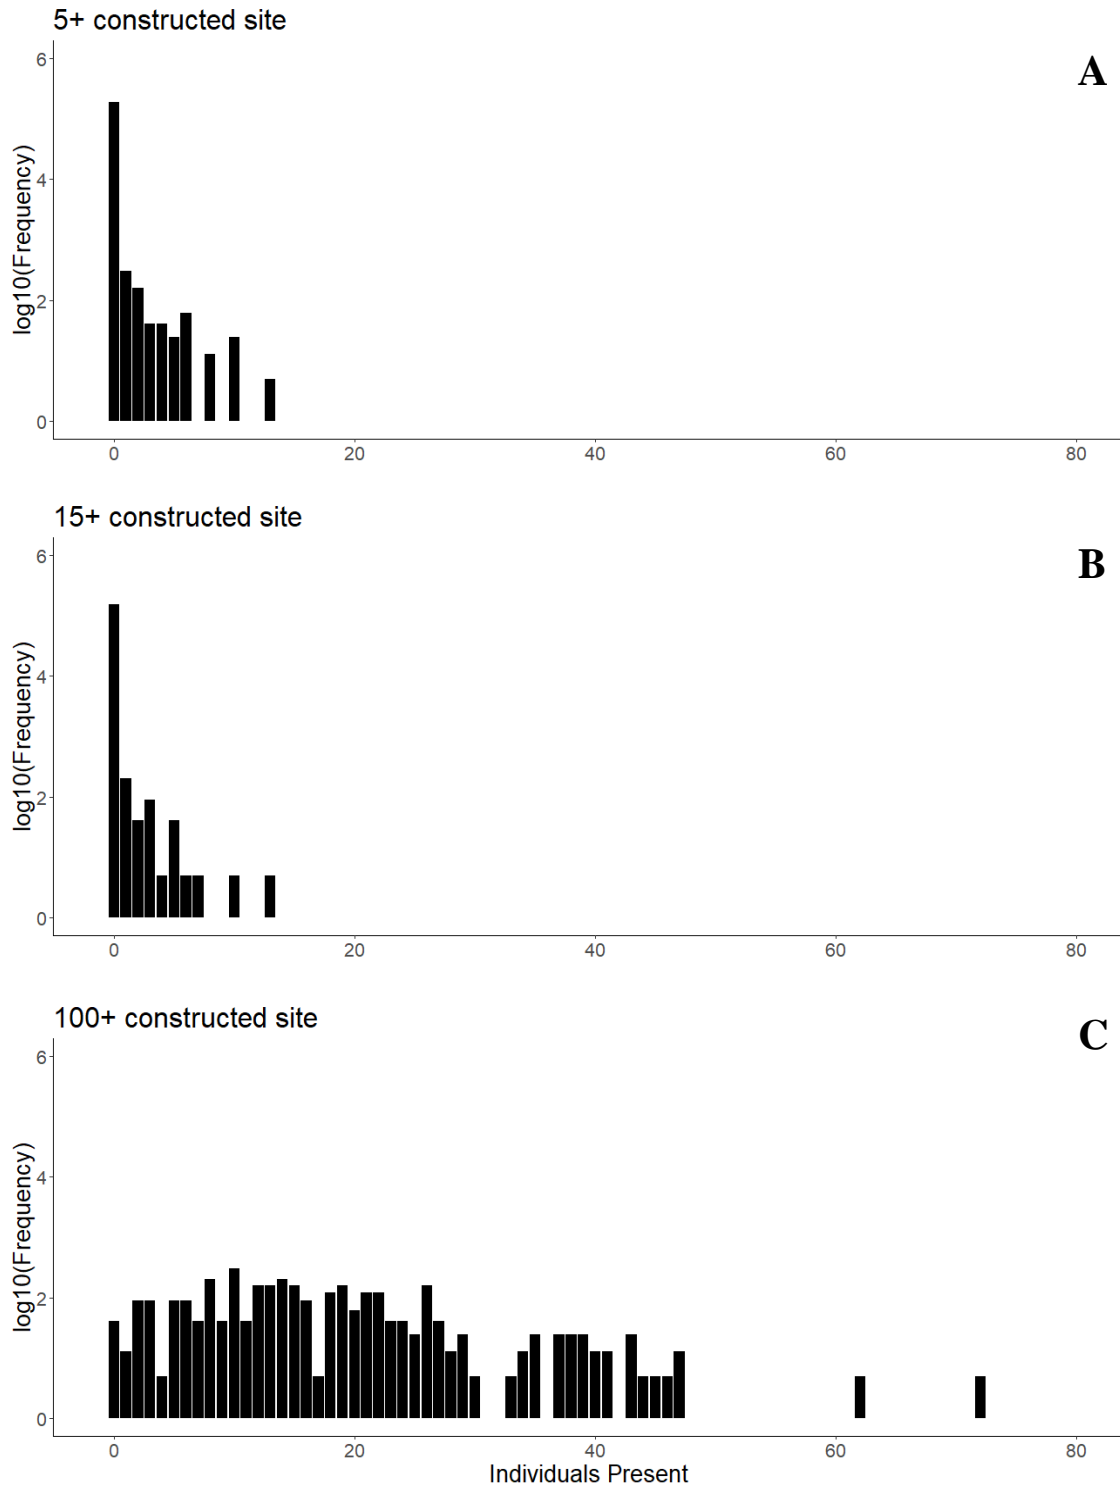 5+ constructed site
A
6
4
2
0
log10(Frequency)
0 20 40 60 80
15+ constructed site
B
6
4
2
0
log10(Frequency)
0 20 40 60 80
100+ constructed site
C
6
4
2
0
log10(Frequency)
0 20 40 60 80
Individuals Present